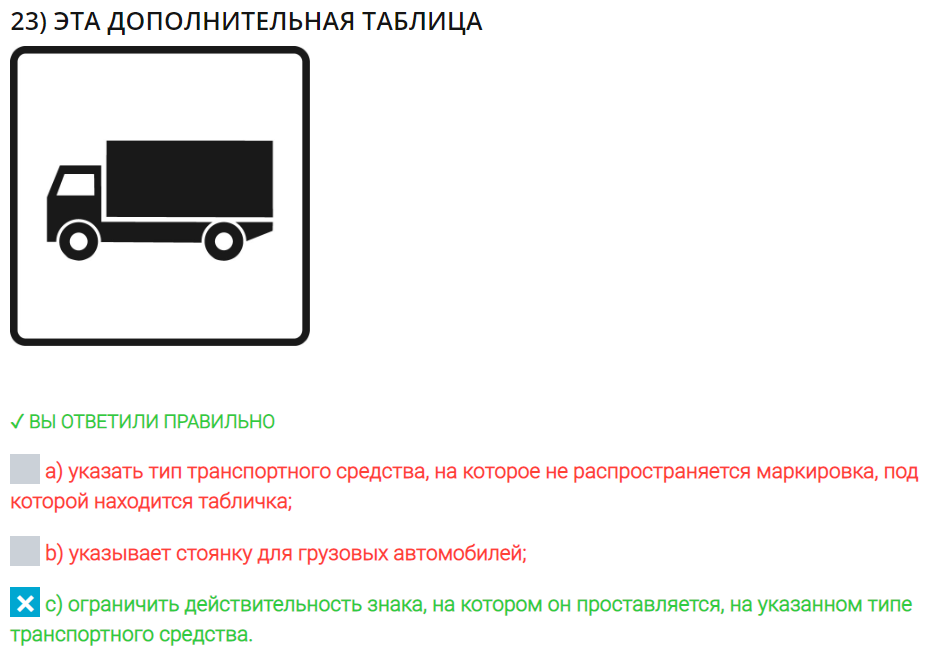 23) ЭТА ДОПОЛНИТЕЛЬНАЯ ТАБЛИЦА
✓ ВЫ ОТВЕТИЛИ ПРАВИЛЬНО
a) указать тип транспортного средства, на которое не распространяется маркировка, под
которой находится табличка;
b) указывает стоянку для грузовых автомобилей;
c) ограничить действительность знака, на котором он проставляется, на указанном типе
транспортного средства.